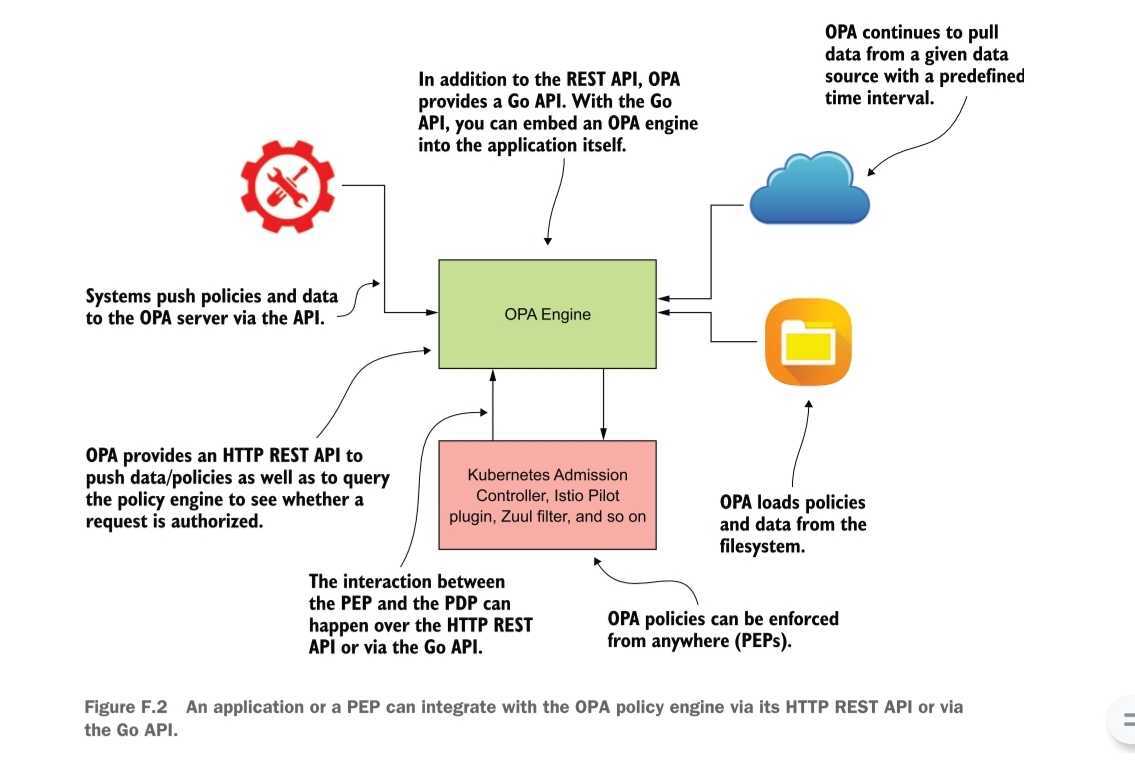 OPA continues to pull
data from a given data
source with a predefined
time interval.
In addition to the REST API, OPA
provides a Go API. With the Go
API, you can embed an OPA engine
into the application itself.
Systems push policies and data
to the OPA server via the API.
OPA Engine
OPA provides an HTTP REST API to
push data/policies as well as to query
the policy engine to see whether a
request is authorized.
Kubernetes Admission
Controller, Istio Pilot
plugin, Zuul filter, and so on
OPA loads policies
and data from the
filesystem.
The interaction between
the PEP and the PDP can
happen over the HTTP REST
API or via the Go API.
OPA policies can be enforced
from anywhere (PEPs).
Figure F.2 An application or a PEP can integrate with the OPA policy engine via its HTTP REST API or via
the Go API.